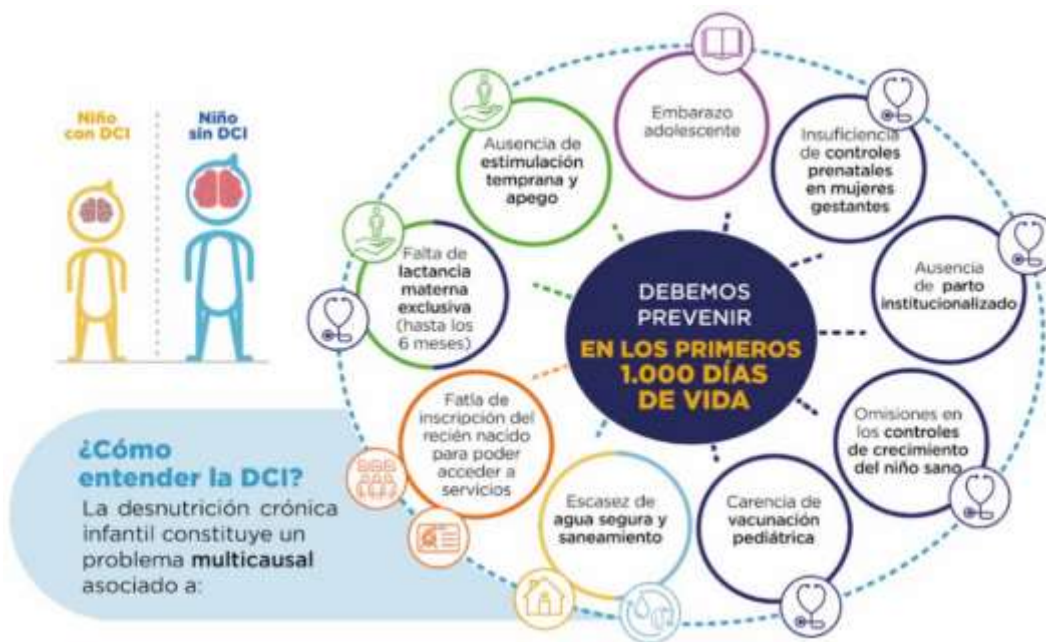 Niño
con DCI
Niño
sin DCI
¿Cómo
entender la DCI?
La desnutrición crónica
infantil constituye un
problema multicausal
asociado a:
DEBEMOS
PREVENIR
EN LOS PRIMEROS
1.000 DÍAS
DE VIDA
Embarazo
adolescente
Insuficiencia
de controles
prenatales
en mujeres
gestantes
Ausencia
de parto
institucionalizado
Omisiones en
los controles
de crecimiento
del niño sano
Carencia de
vacunación
pediátrica
Escasez de
agua segura y
saneamiento
Fatla de
inscripción del
recién nacido
para poder
acceder a
servicios
Falta de
lactancia
materna
exclusiva
(hasta los
6 meses)
Ausencia de
estimulación
temprana y
apego